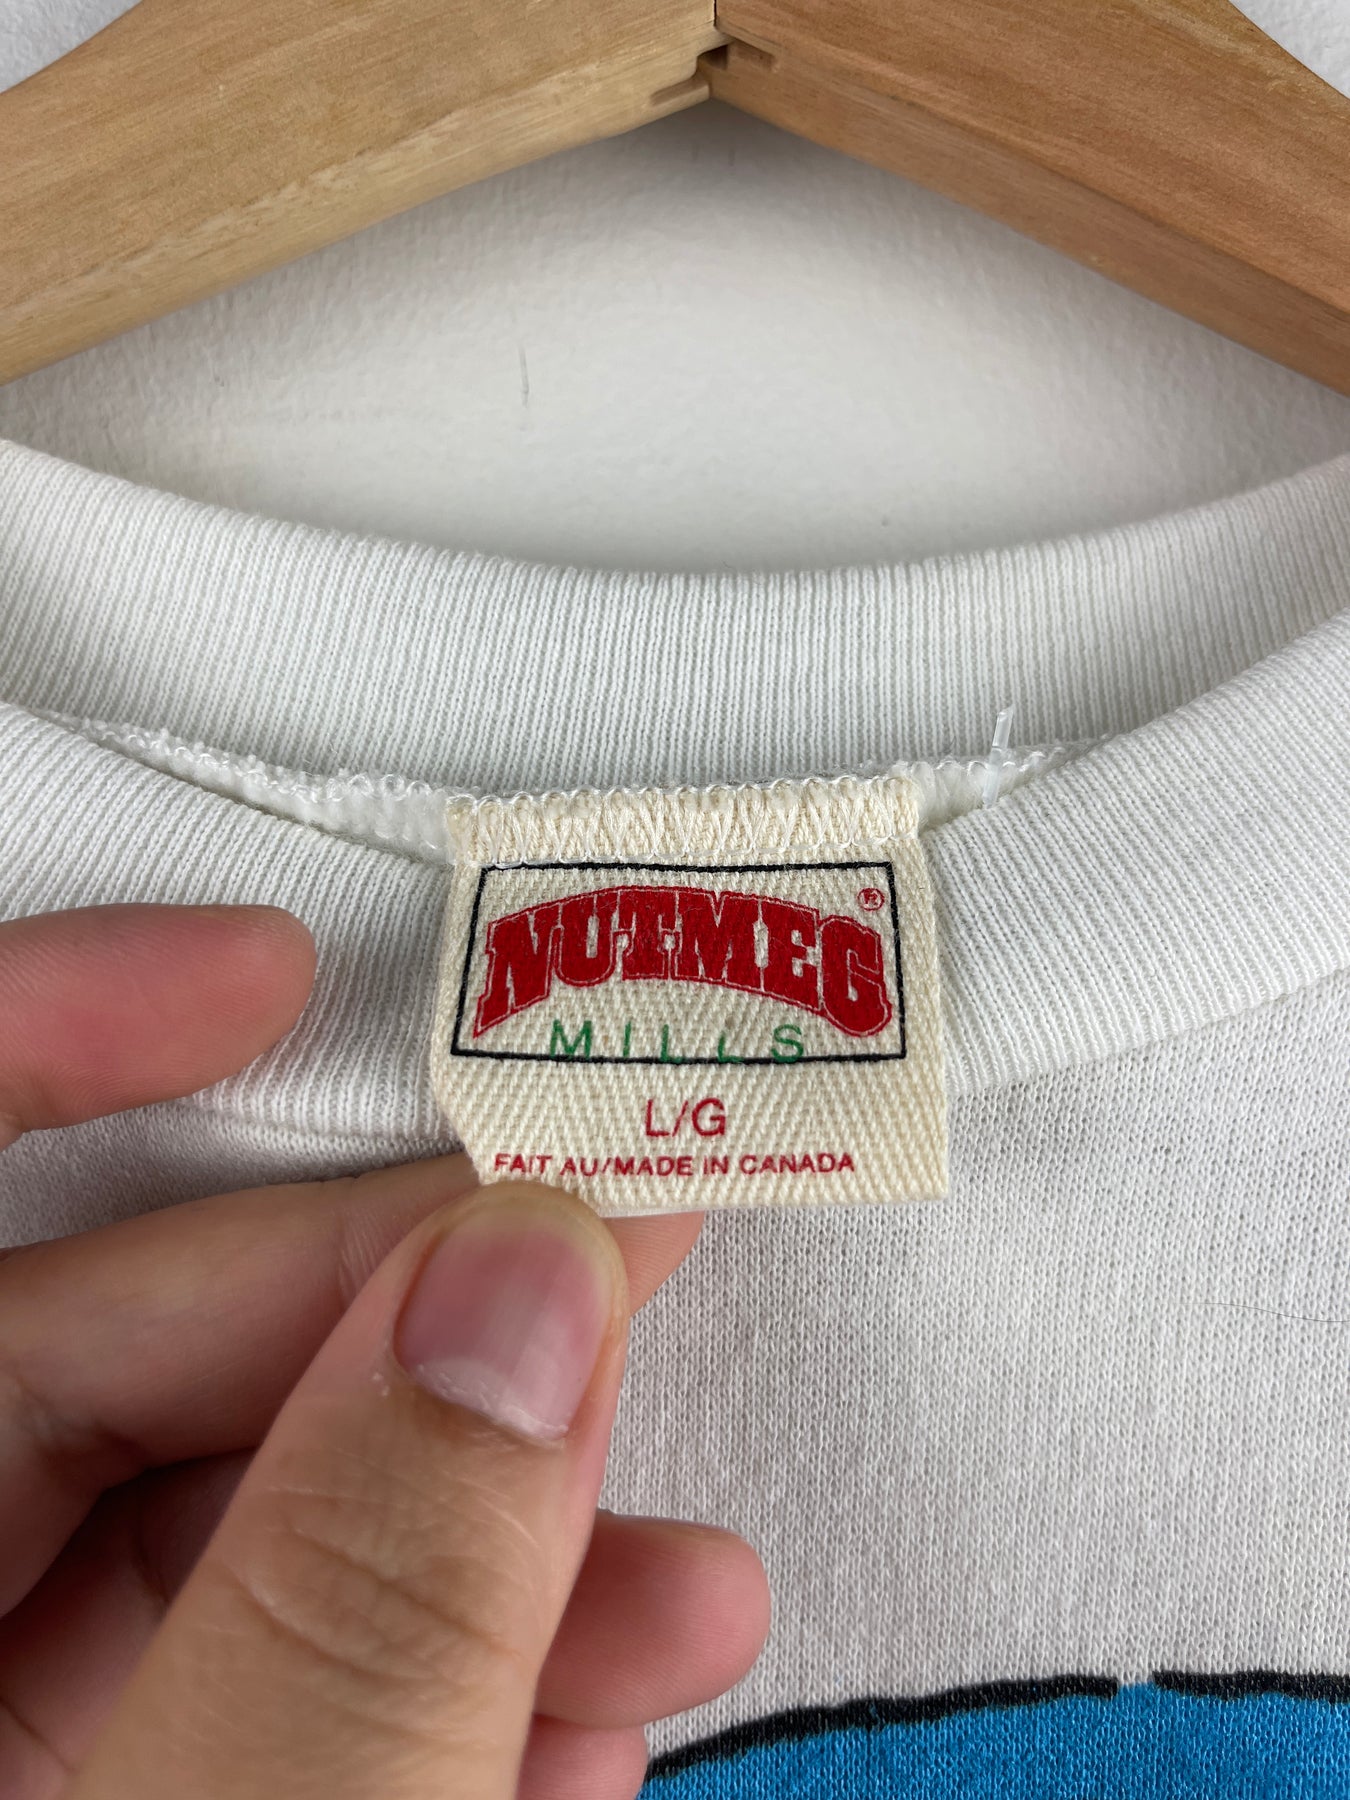 NUTMEG ®
MILLS
L/G
FAIT AU/MADE IN CANADA